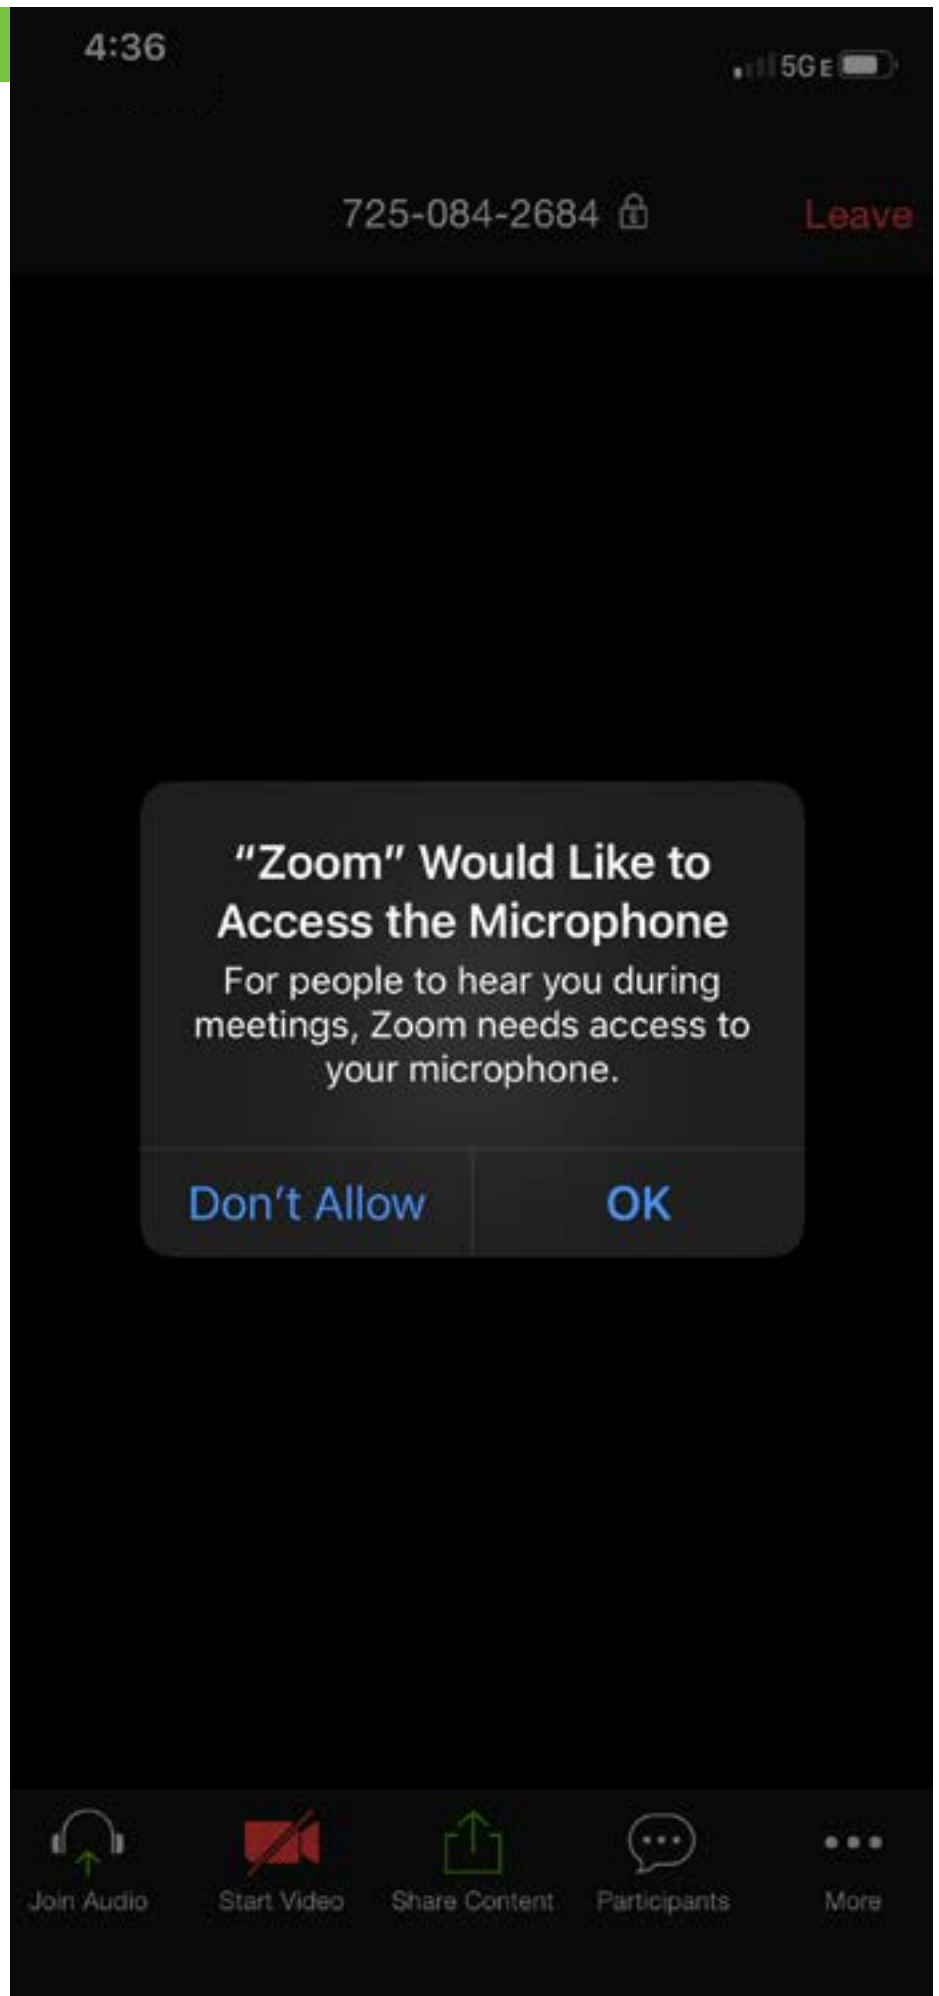 4:36
5GE
725-084-2684
Leave
“Zoom” Would Like to
Access the Microphone
For people to hear you during
meetings, Zoom needs access to
your microphone.
Don’t Allow
OK
Join Audio
Start Video
Share Content
Participants
More